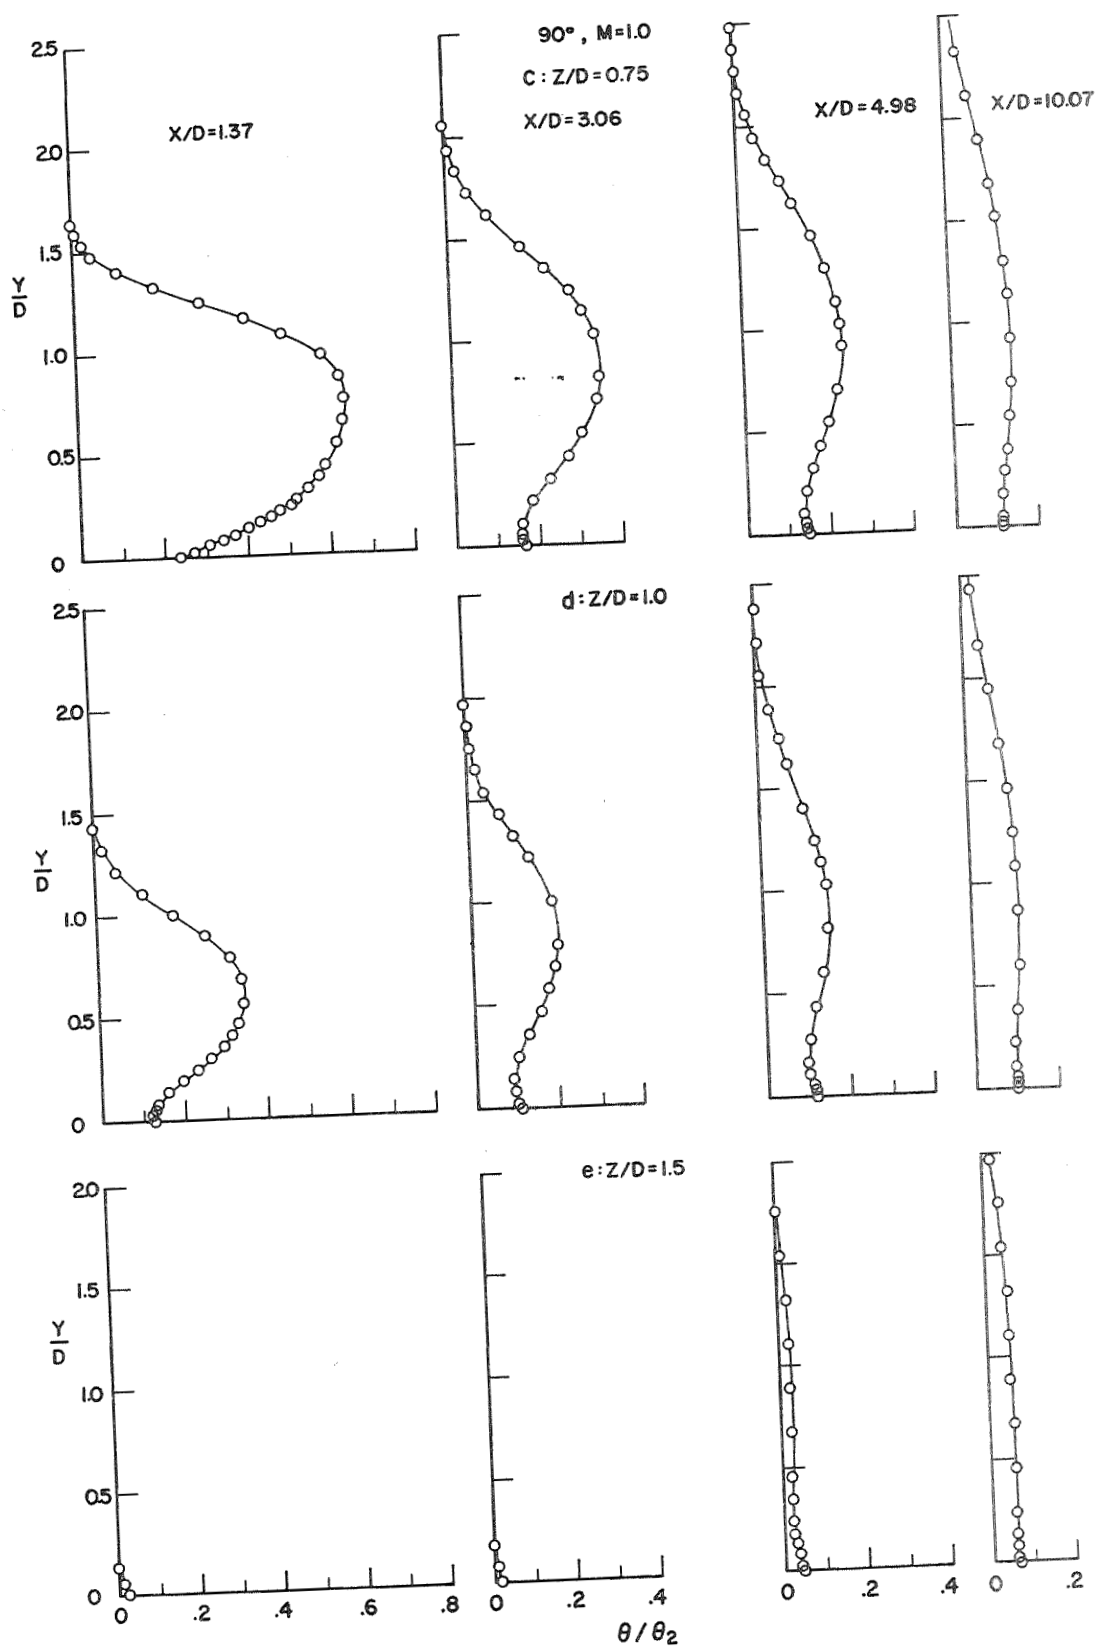 90°, M=1.0
C: Z/D=0.75
X/D=1.37
X/D=3.06
X/D=4.98
X/D=10.07
2.5
2.0
1.5
Y
D
1.0
0.5
0
d: Z/D=1.0
2.5
2.0
1.5
Y
D
1.0
0.5
0
e: Z/D=1.5
2.0
1.5
Y
D
1.0
0.5
0
0 .2 .4 .6 .8
0 .2 .4
0 .2 .4
0 .2
θ/θ2